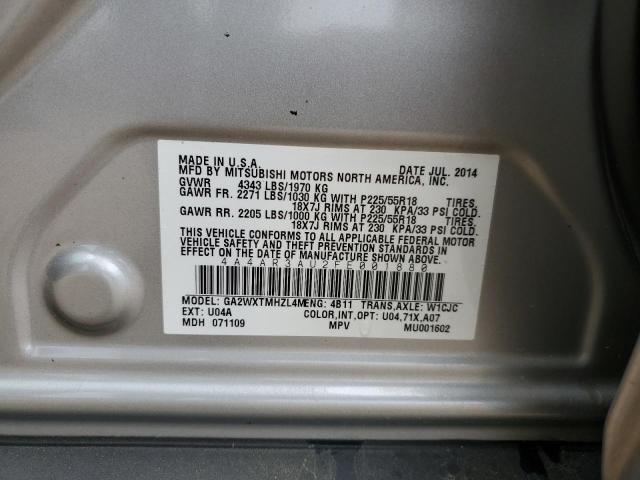 MADE IN U.S.A. DATE JUL. 2014
MFD BY MITSUBISHI MOTORS NORTH AMERICA, INC.
GVWR 4343 LBS/1970 KG
GAWR FR. 2271 LBS/1030 KG WITH P225/55R18 TIRES,
18X7J RIMS AT 230 KPA/33 PSI COLD.
GAWR RR. 2205 LBS/1000 KG WITH P225/55R18 TIRES,
18X7J RIMS AT 230 KPA/33 PSI COLD.
THIS VEHICLE CONFORMS TO ALL APPLICABLE FEDERAL MOTOR
VEHICLE SAFETY AND THEFT PREVENTION STANDARDS IN
EFFECT ON THE DATE OF MANUFACTURE SHOWN ABOVE.
4A4AR3AU2FE001880
MODEL: GA2WXTMHZL4MENG: 4B11 TRANS,AXLE: W1CJC
EXT: U04A COLOR,INT,OPT: U04,71X,A07
MDH 071109 MPV MU001602